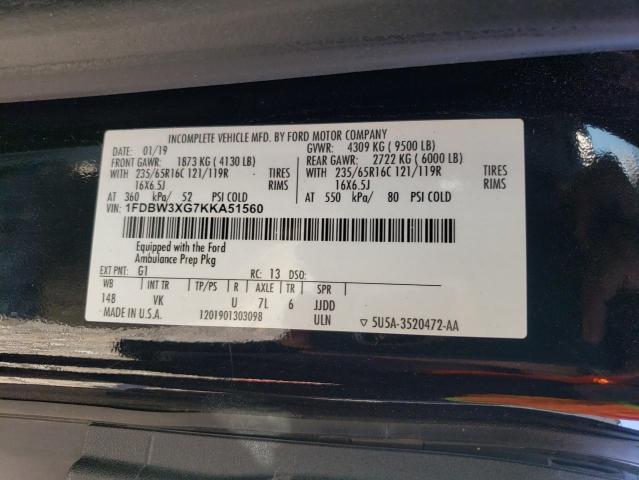 INCOMPLETE VEHICLE MFD. BY FORD MOTOR COMPANY
DATE: 01/19 GVWR: 4309 KG ( 9500 LB)
FRONT GAWR: 1873 KG ( 4130 LB) REAR GAWR: 2722 KG ( 6000 LB)
WITH 235/65R16C 121/119R TIRES WITH 235/65R16C 121/119R TIRES
16X6.5J RIMS 16X6.5J RIMS
AT 360 kPa/ 52 PSI COLD AT 550 kPa/ 80 PSI COLD
VIN: 1FDBW3XG7KKA51560
Equipped with the Ford
Ambulance Prep Pkg
EXT PNT: G1 RC: 13 DSO:
WB INT TR TP/PS R AXLE TR SPR
148 VK U 7L 6 JJDD
MADE IN U.S.A. 1201901303098 ULN ▽ 5U5A-3520472-AA